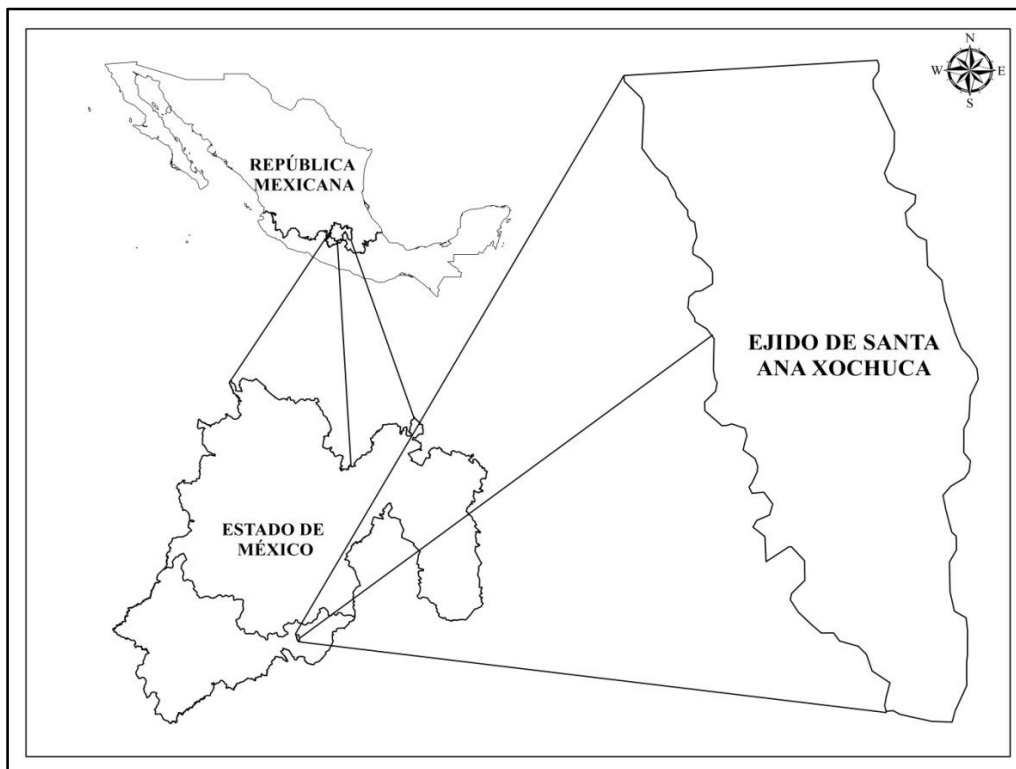 N
W E
S
REPÚBLICA
MEXICANA
EJIDO DE SANTA
ANA XOCHUCA
ESTADO DE
MÉXICO